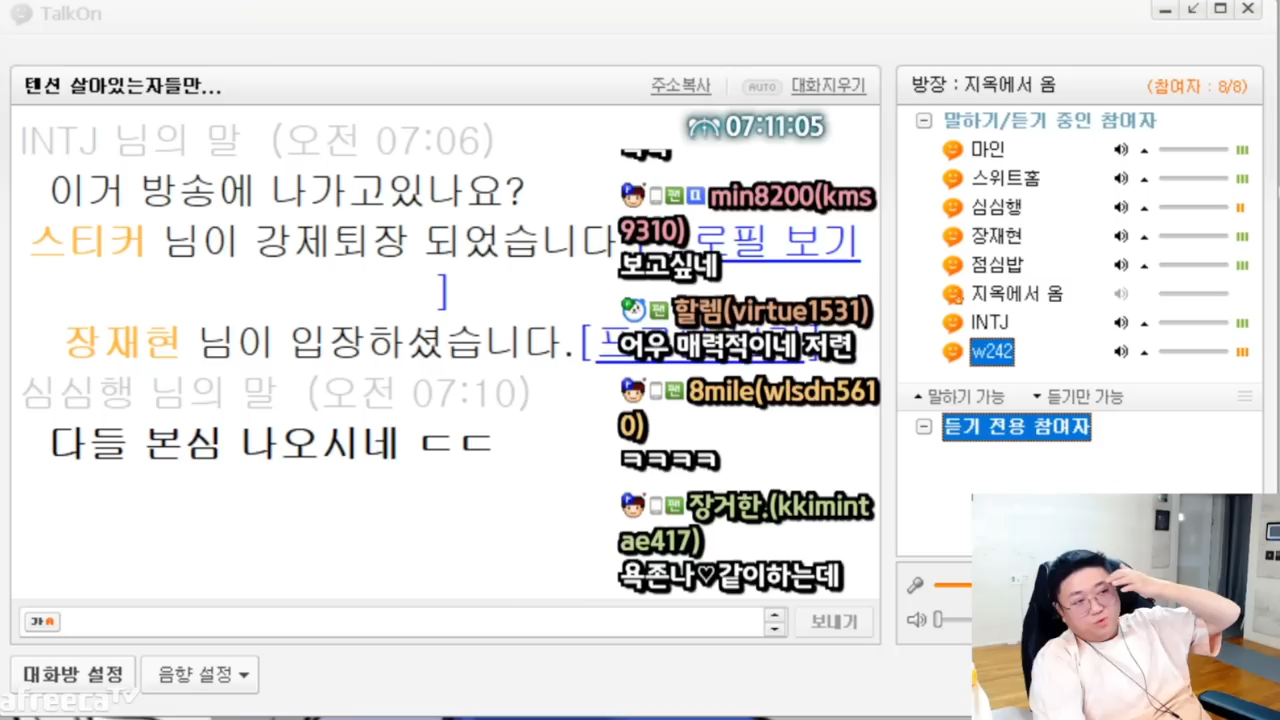 TalkOn
텐션 살아있는자들만...
주소복사
AUTO
대화지우기
07:11:05
INTJ 님의 말 (오전 07:06)
이거 방송에 나가고있나요?
스티커 님이 강제퇴장 되었습니다
로필 보기
]
장재현 님이 입장하셨습니다.[
심심행 님의 말 (오전 07:10)
다들 본심 나오시네 ㄷㄷ
min8200(kms
9310)
보고싶네
할렘(virtue1531)
어우 매력적이네 저련
8mile(wlsdn561
0)
ㅋㅋㅋㅋ
장거한.(kkimint
ae417)
욕존나♡같이하는데
가
보내기
대화방 설정
음향 설정
afreecaTV
방장 : 지옥에서 옴
(참여자 : 8/8)
말하기/듣기 중인 참여자
마인
스위트홈
심심행
장재현
점심밥
지옥에서 옴
INTJ
w242
말하기 가능
듣기만 가능
듣기 전용 참여자